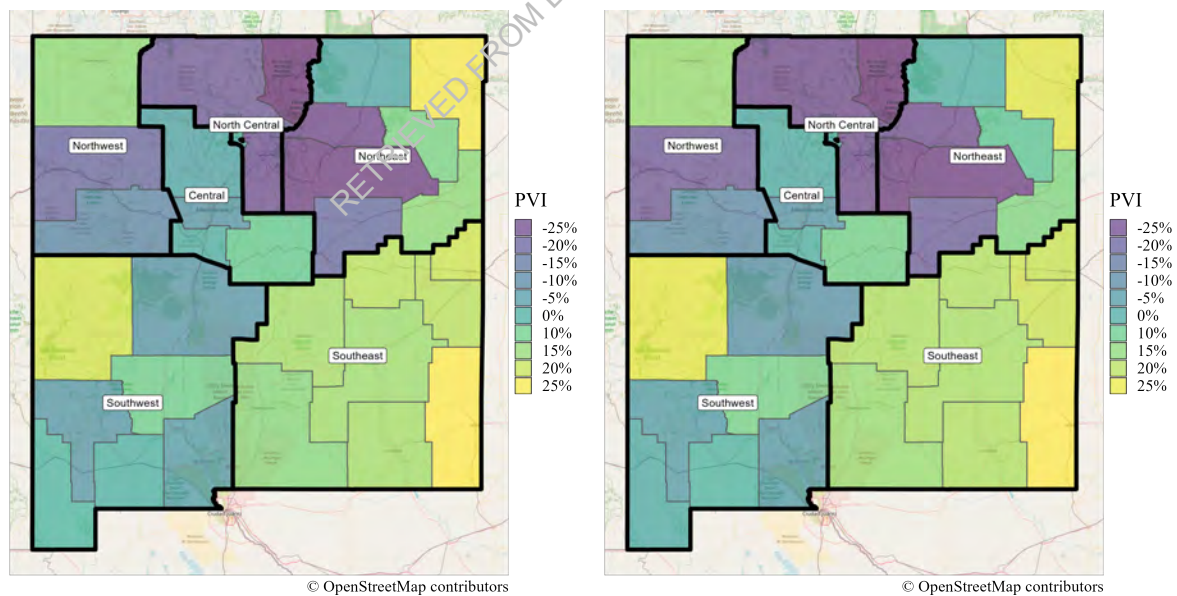 RETRIEVED FROM
North Central
Northwest
Northeast
Central
Southeast
Southwest
PVI
-25%
-20%
-15%
-10%
-5%
0%
10%
15%
20%
25%
© OpenStreetMap contributors
North Central
Northwest
Northeast
Central
Southeast
Southwest
PVI
-25%
-20%
-15%
-10%
-5%
0%
10%
15%
20%
25%
© OpenStreetMap contributors